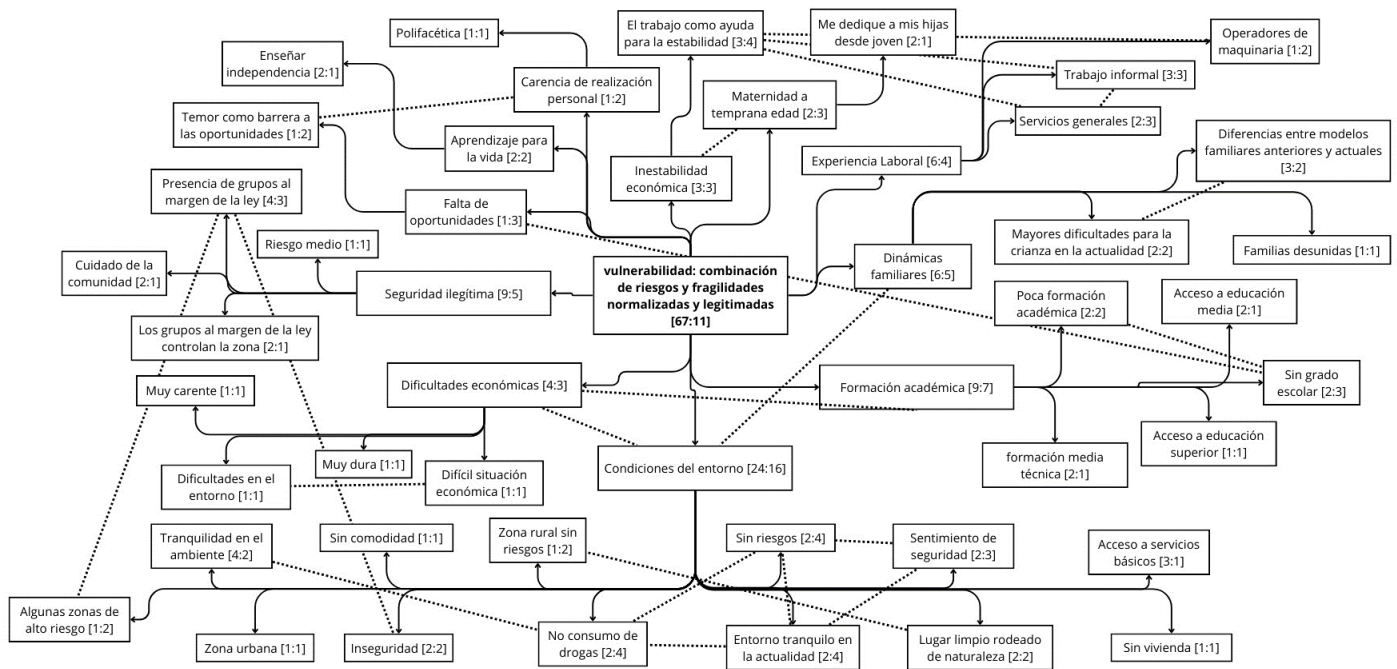 Polifacética [1:1]
El trabajo como ayuda
para la estabilidad [3:4]
Me dedique a mis hijas
desde joven [2:1]
Operadores de
maquinaria [1:2]
Enseñar
independencia [2:1]
Carencia de realización
personal [1:2]
Trabajo informal [3:3]
Maternidad a
temprana edad [2:3]
Temor como barrera a
las oportunidades [1:2]
Servicios generales [2:3]
Aprendizaje para
la vida [2:2]
Diferencias entre modelos
familiares anteriores y actuales
[3:2]
Inestabilidad
económica [3:3]
Experiencia Laboral [6:4]
Presencia de grupos al
margen de la ley [4:3]
Falta de
oportunidades [1:3]
Riesgo medio [1:1]
Mayores dificultades para la
crianza en la actualidad [2:2]
Familias desunidas [1:1]
Cuidado de la
comunidad [2:1]
Dinámicas
familiares [6:5]
Seguridad ilegítima [9:5]
vulnerabilidad: combinación
de riesgos y fragilidades
normalizadas y legitimadas
[67:11]
Poca formación
académica [2:2]
Acceso a educación
media [2:1]
Los grupos al margen de la ley
controlan la zona [2:1]
Muy carente [1:1]
Dificultades económicas [4:3]
Formación académica [9:7]
Sin grado
escolar [2:3]
Acceso a educación
superior [1:1]
Muy dura [1:1]
Dificultades en el
entorno [1:1]
Difícil situación
económica [1:1]
Condiciones del entorno [24:16]
formación media
técnica [2:1]
Tranquilidad en el
ambiente [4:2]
Sin comodidad [1:1]
Zona rural sin
riesgos [1:2]
Sin riesgos [2:4]
Sentimiento de
seguridad [2:3]
Acceso a servicios
básicos [3:1]
Algunas zonas de
alto riesgo [1:2]
Zona urbana [1:1]
Inseguridad [2:2]
No consumo de
drogas [2:4]
Entorno tranquilo en
la actualidad [2:4]
Lugar limpio rodeado
de naturaleza [2:2]
Sin vivienda [1:1]